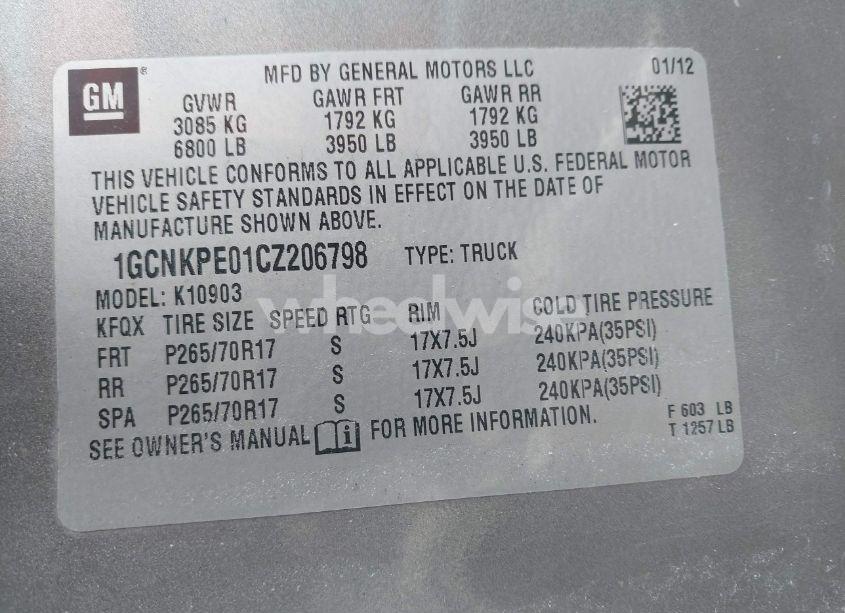 GM®
MFD BY GENERAL MOTORS LLC 01/12
GVWR GAWR FRT GAWR RR
3085 KG 1792 KG 1792 KG
6800 LB 3950 LB 3950 LB
THIS VEHICLE CONFORMS TO ALL APPLICABLE U.S. FEDERAL MOTOR
VEHICLE SAFETY STANDARDS IN EFFECT ON THE DATE OF
MANUFACTURE SHOWN ABOVE.
1GCNKPE01CZ206798 TYPE: TRUCK
MODEL: K10903
wheelwise
KFQX TIRE SIZE SPEED RTG RIM COLD TIRE PRESSURE
FRT P265/70R17 S 17X7.5J 240KPA(35PSI)
RR P265/70R17 S 17X7.5J 240KPA(35PSI)
SPA P265/70R17 S 17X7.5J 240KPA(35PSI)
SEE OWNER'S MANUAL i FOR MORE INFORMATION.
F 603 LB
T 1257 LB